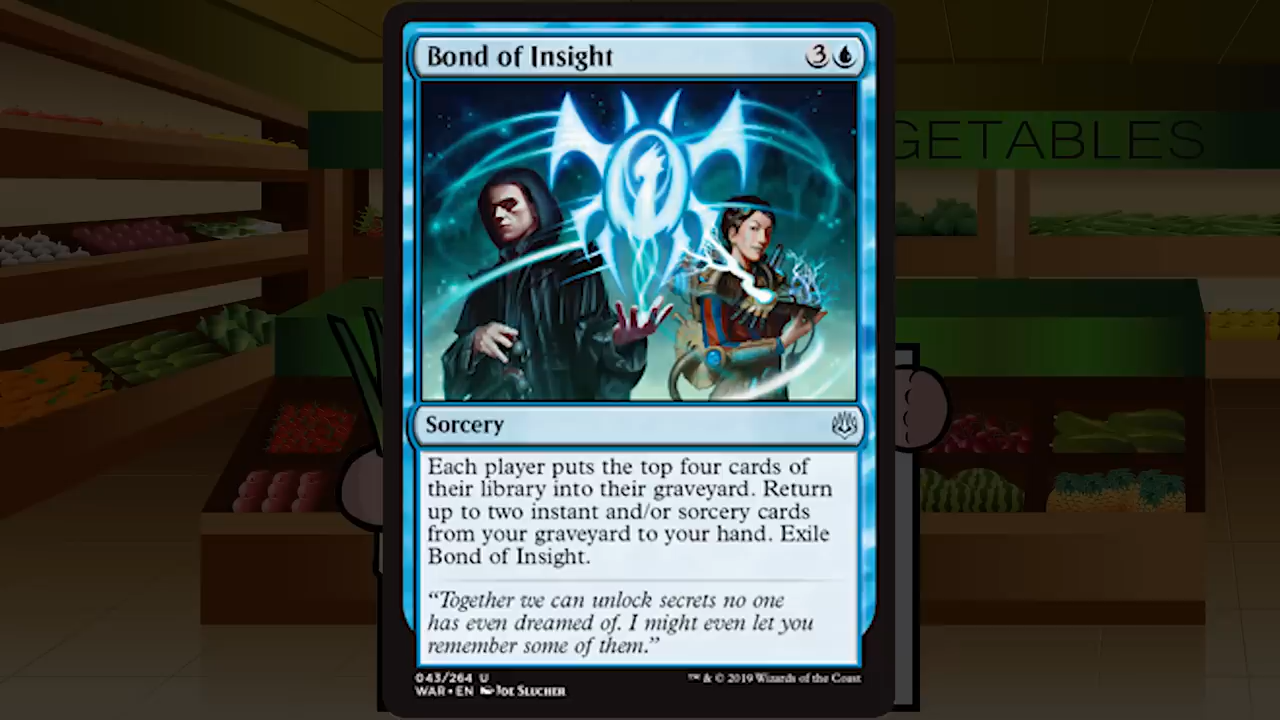 Bond of Insight 3
GETABLES
Sorcery
Each player puts the top four cards of
their library into their graveyard. Return
up to two instant and/or sorcery cards
from your graveyard to your hand. Exile
Bond of Insight.
“Together we can unlock secrets no one
has even dreamed of. I might even let you
remember some of them.”
043/264 U
WAR • EN Joe Slucher
™ & © 2019 Wizards of the Coast